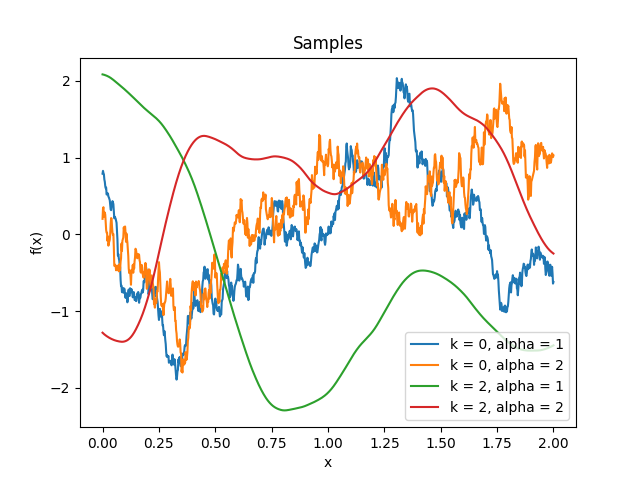 Samples
f(x)
2
1
0
−1
−2
0.00 0.25 0.50 0.75 1.00 1.25 1.50 1.75 2.00
x
k = 0, alpha = 1
k = 0, alpha = 2
k = 2, alpha = 1
k = 2, alpha = 2